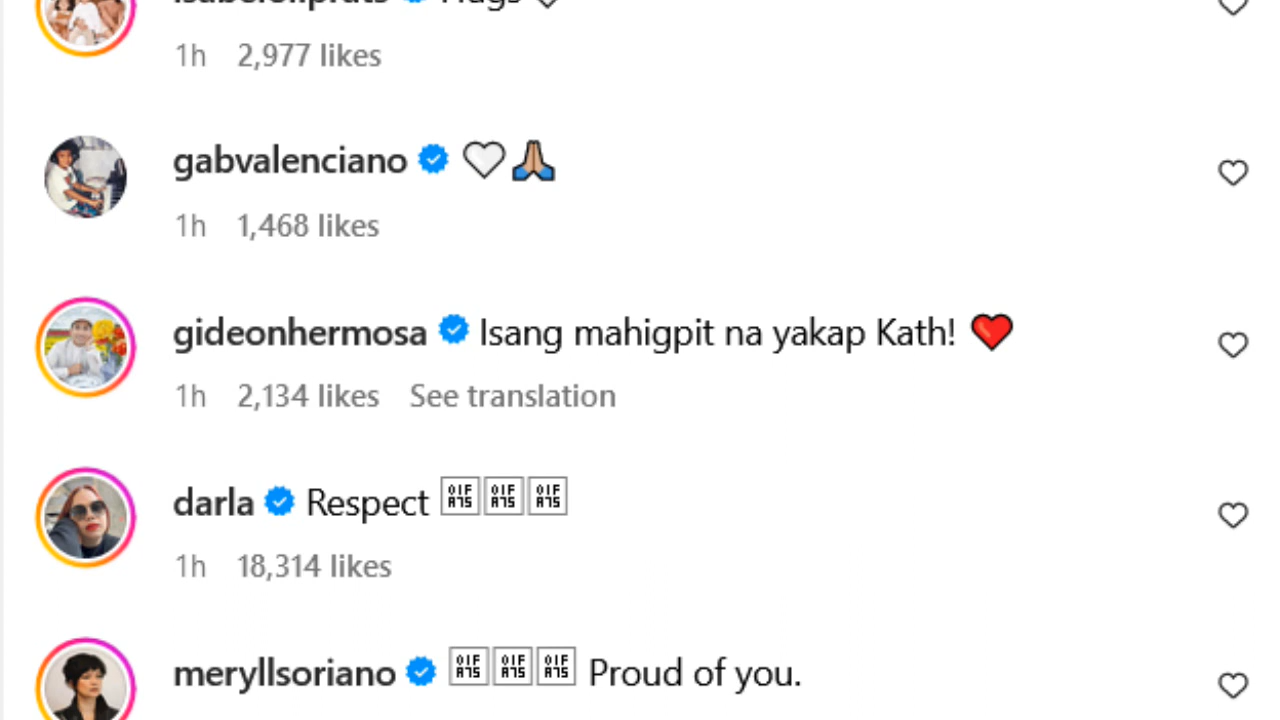 Hugs 🤍
1h 2,977 likes
gabvalenciano 🤍🙏🏽
1h 1,468 likes
gideonhermosa Isang mahigpit na yakap Kath! ❤️
1h 2,134 likes See translation
darla Respect 🩵🩵🩵
1h 18,314 likes
meryllsoriano 🩵🩵🩵 Proud of you.